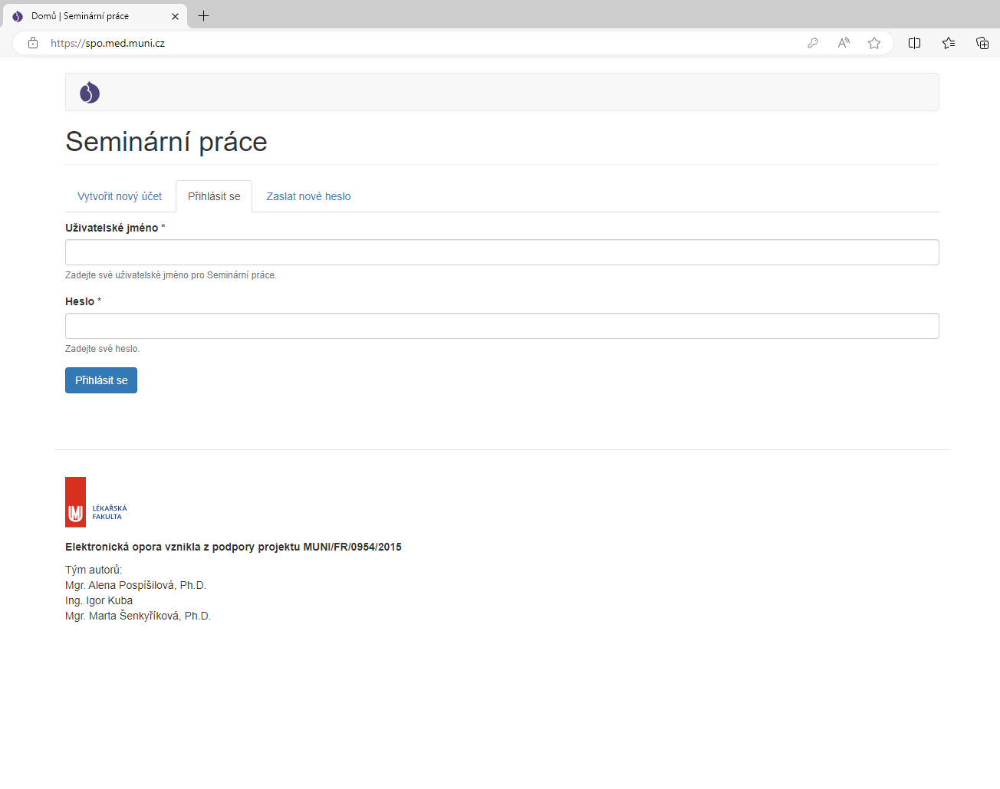 Domů | Seminární práce
https://spo.med.muni.cz
Seminární práce
Vytvořit nový účet
Přihlásit se
Zaslat nové heslo
Uživatelské jméno *
Zadejte své uživatelské jméno pro Seminární práce.
Heslo *
Zadejte své heslo.
Přihlásit se
MUNI
LÉKAŘSKÁ
FAKULTA
Elektronická opora vznikla z podpory projektu MUNI/FR/0954/2015
Tým autorů:
Mgr. Alena Pospíšilová, Ph.D.
Ing. Igor Kuba
Mgr. Marta Šenkyříková, Ph.D.